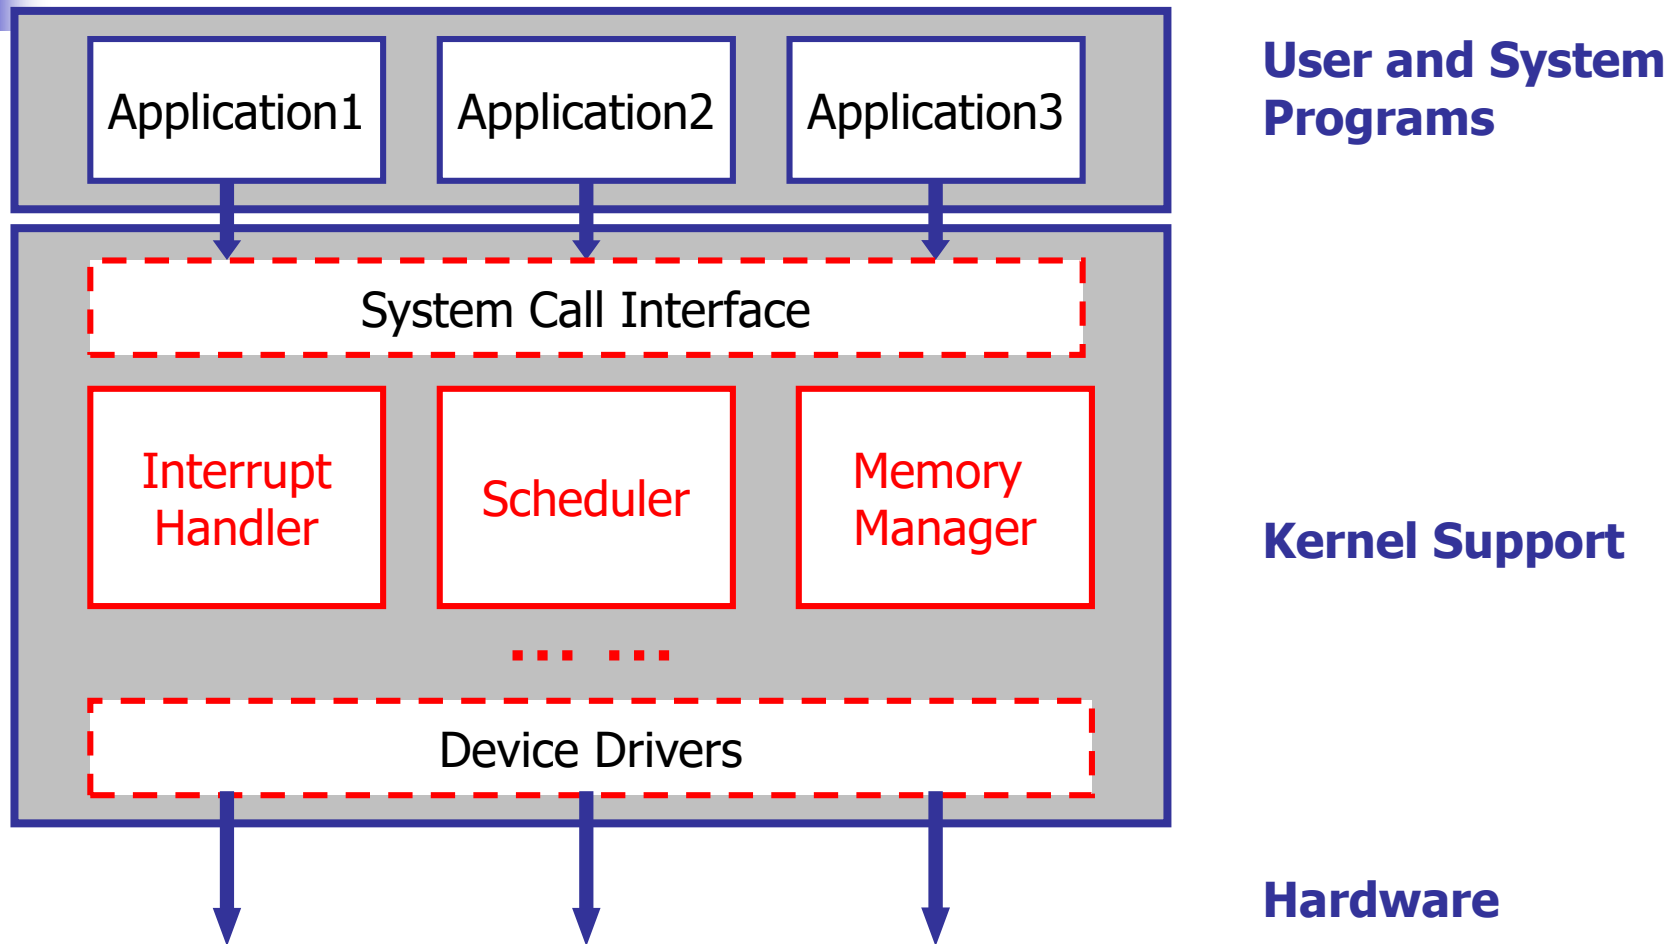 Application1
Application2
Application3
User and System
Programs
System Call Interface
Interrupt
Handler
Scheduler
Memory
Manager
Kernel Support
... ...
Device Drivers
Hardware